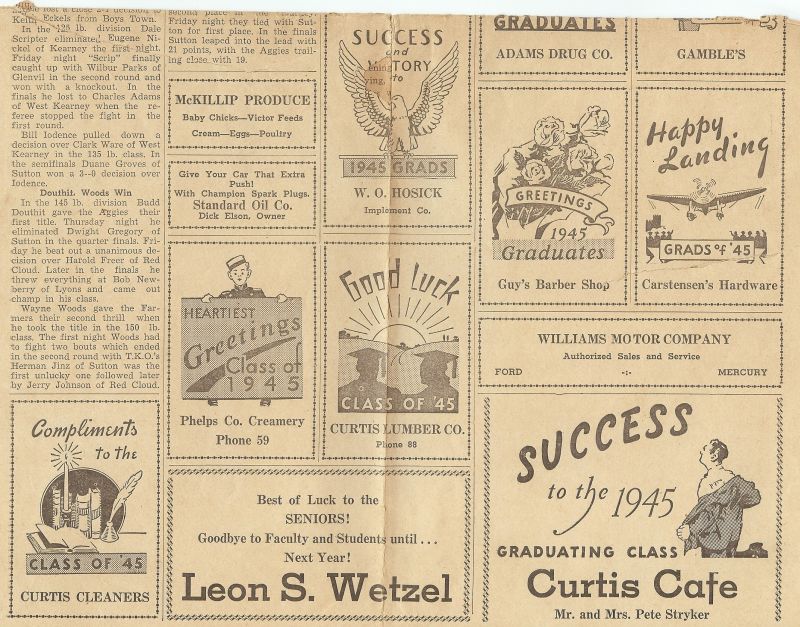 lost a close 2-1 decision
Keith Eckels from Boys Town.
In the 125 lb. division Dale
Scripter eliminated Eugene Ni-
ckel of Kearney the first night.
Friday night "Scrip" finally
caught up with Wilbur Parks of
Glenvil in the second round and
won with a knockout. In the
finals he lost to Charles Adams
of West Kearney when the re-
feree stopped the fight in the
first round.
Bill Iodence pulled down a
decision over Clark Ware of West
Kearney in the 135 lb. class. In
the semifinals Duane Groves of
Sutton won a 3--0 decision over
Iodence.
Douthit, Woods Win
In the 145 lb. division Budd
Douthit gave the Aggies their
first title. Thursday night he
eliminated Dwight Gregory of
Sutton in the quarter finals. Fri-
day he beat out a unanimous de-
cision over Harold Freer of Red
Cloud. Later in the finals he
threw everything at Bob New-
berry of Lyons and came out
champ in his class.
Wayne Woods gave the Far-
mers their second thrill when
he took the title in the 150 lb.
class. The first night Woods had
to fight two bouts which ended
in the second round with T.K.O.'s
Herman Jinz of Sutton was the
first unlucky one followed later
by Jerry Johnson of Red Cloud.
Compliments
to the
CLASS OF '45
CURTIS CLEANERS
second place in the
Friday night they tied with Sut-
ton for first place. In the finals
Sutton leaped into the lead with
21 points, with the Aggies trail-
ing close with 19.
McKILLIP PRODUCE
Baby Chicks—Victor Feeds
Cream—Eggs—Poultry
Give Your Car That Extra
Push!
With Champion Spark Plugs.
Standard Oil Co.
Dick Elson, Owner
HEARTIEST
Greetings
Class of
1945
Phelps Co. Creamery
Phone 59
SUCCESS
and
VICTORY
to
1945 GRADS
W. O. HOSICK
Implement Co.
Good Luck
CLASS OF '45
CURTIS LUMBER CO.
Phone 88
Best of Luck to the
SENIORS!
Goodbye to Faculty and Students until . . .
Next Year!
Leon S. Wetzel
GRADUATES
ADAMS DRUG CO.
GAMBLE'S
GREETINGS
1945
Graduates
Guy's Barber Shop
Happy
Landing
GRADS of '45
Carstensen's Hardware
WILLIAMS MOTOR COMPANY
Authorized Sales and Service
FORD -:- MERCURY
SUCCESS
to the 1945
GRADUATING CLASS
Curtis Cafe
Mr. and Mrs. Pete Stryker